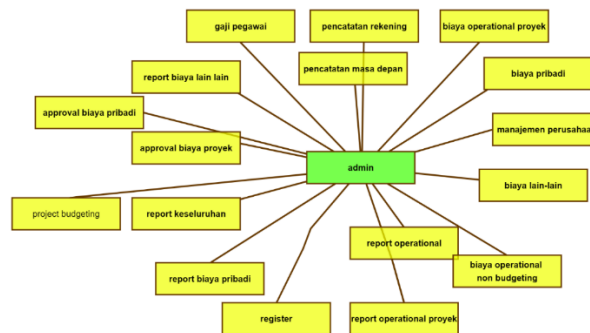 gaji pegawai
pencatatan rekening
biaya operational proyek
report biaya lain lain
pencatatan masa depan
biaya pribadi
approval biaya pribadi
manajemen perusahaa
approval biaya proyek
admin
biaya lain-lain
project budgeting
report keseluruhan
report operational
biaya operational
non budgeting
report biaya pribadi
register
report operational proyek